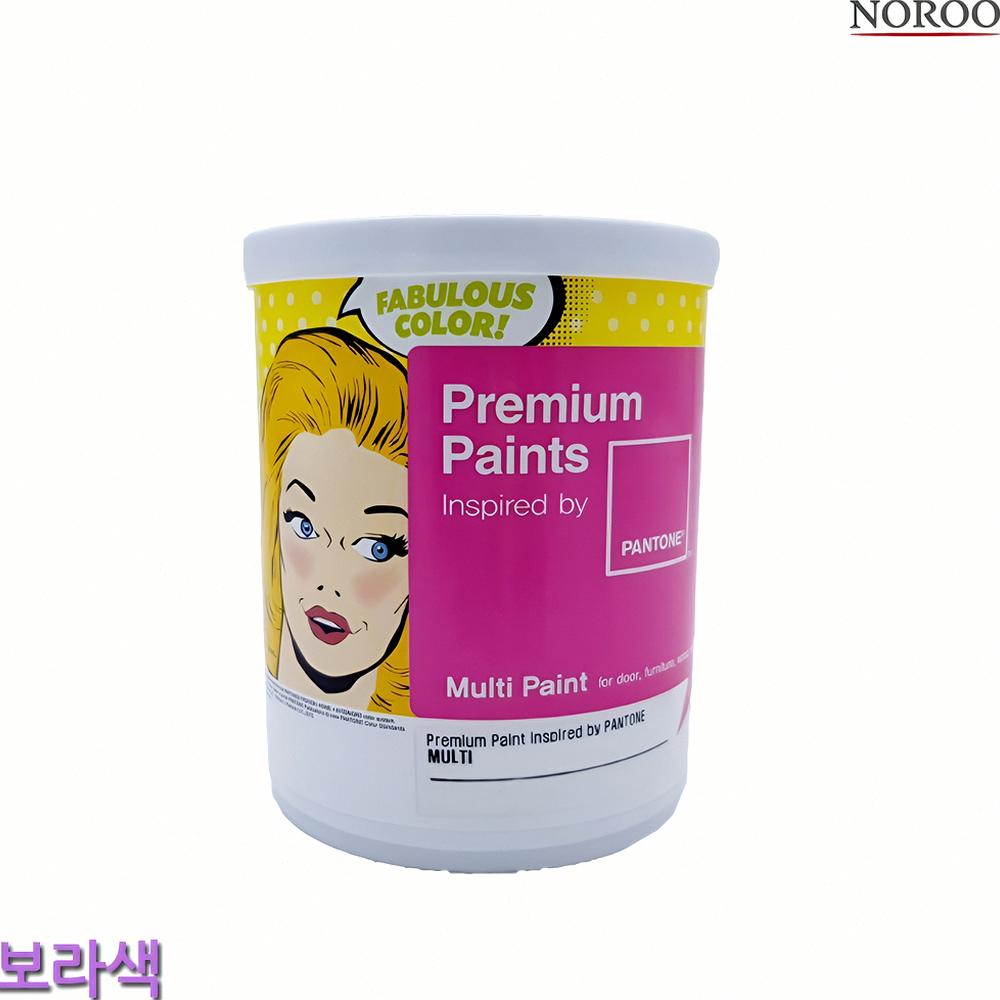 NOROO
FABULOUS
COLOR!
Premium
Paints
Inspired by
PANTONE®
Multi Paint for door, furniture,
Premium Paint Inspired by PANTONE
MULTI
보라색